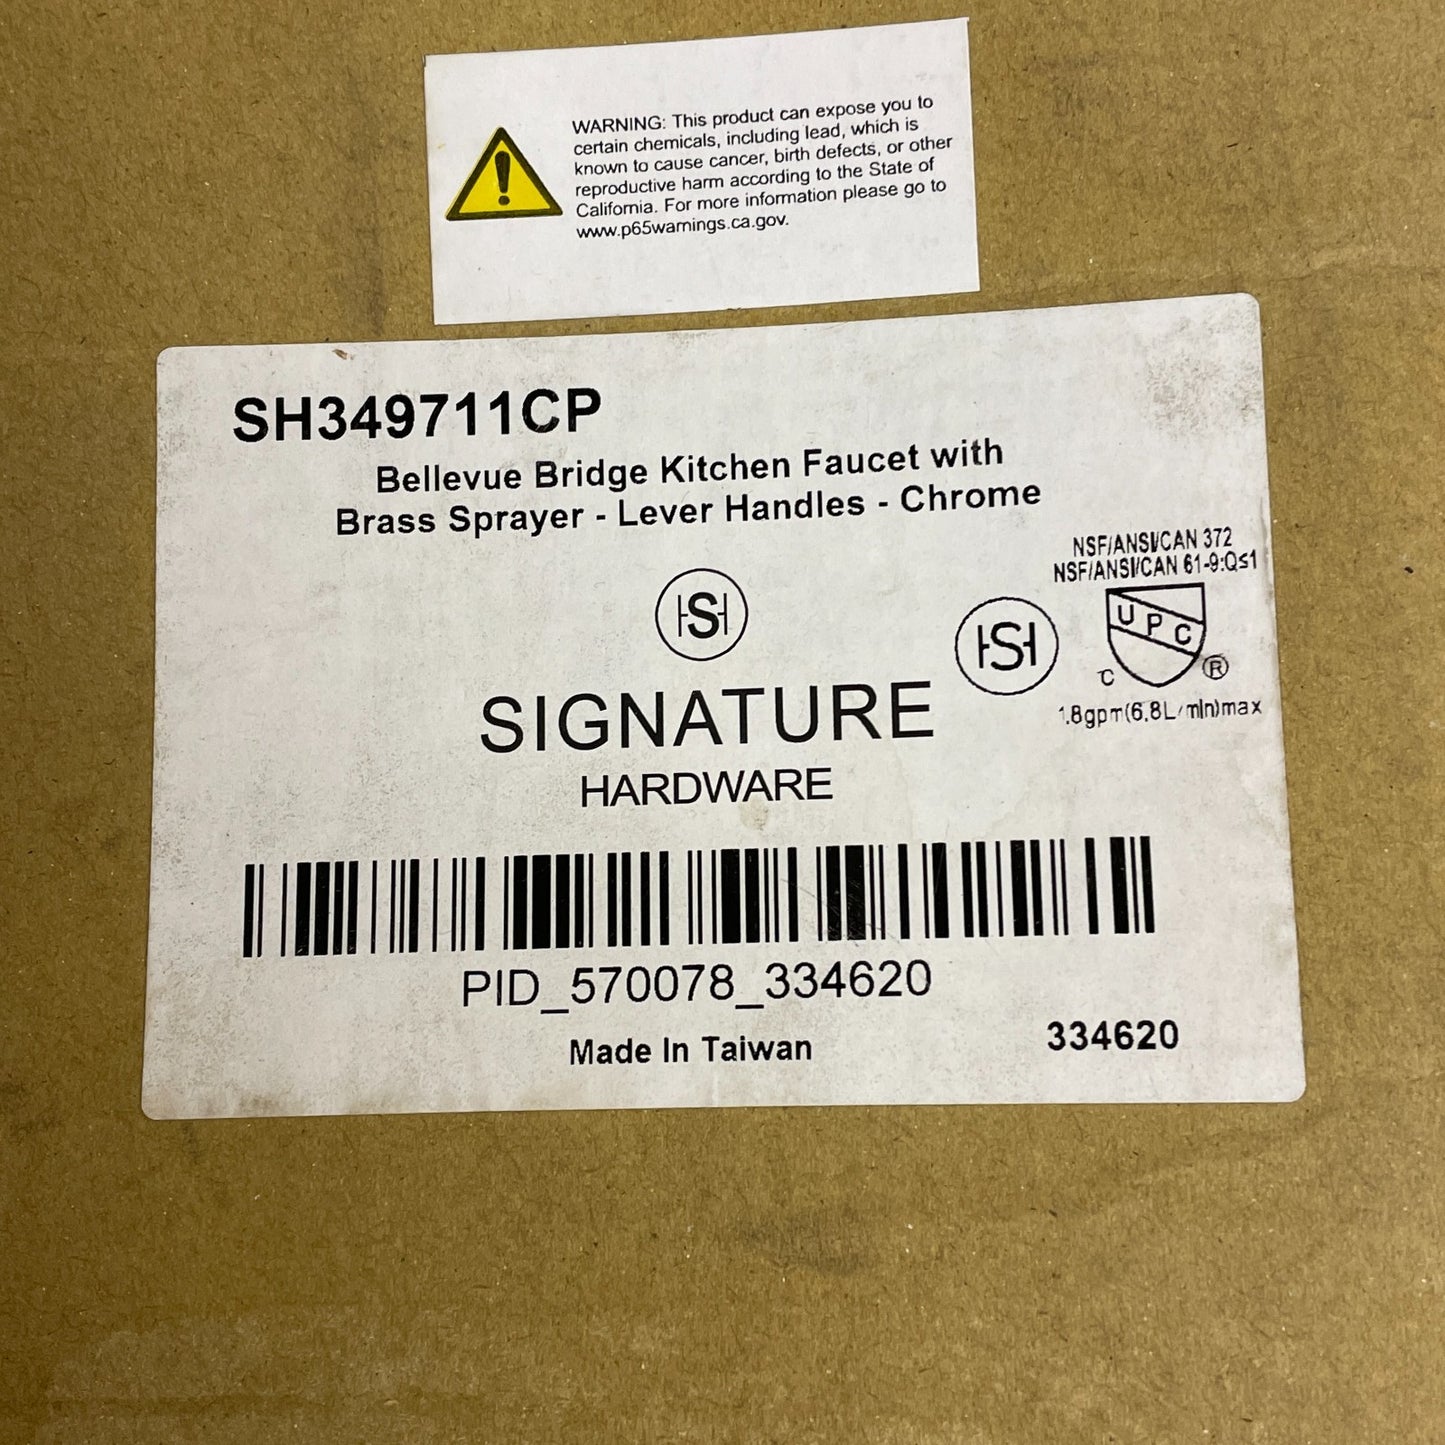 WARNING: This product can expose you to
certain chemicals, including lead, which is
known to cause cancer, birth defects, or other
reproductive harm according to the State of
California. For more information please go to
www.p65warnings.ca.gov.
SH349711CP
Bellevue Bridge Kitchen Faucet with
Brass Sprayer - Lever Handles - Chrome
NSF/ANSI/CAN 372
NSF/ANSI/CAN 61-9:Q≤1
HSH
SIGNATURE
HARDWARE
HSH
UPC
C ®
1.8gpm(6.8L/min)max
PID_570078_334620
Made In Taiwan
334620